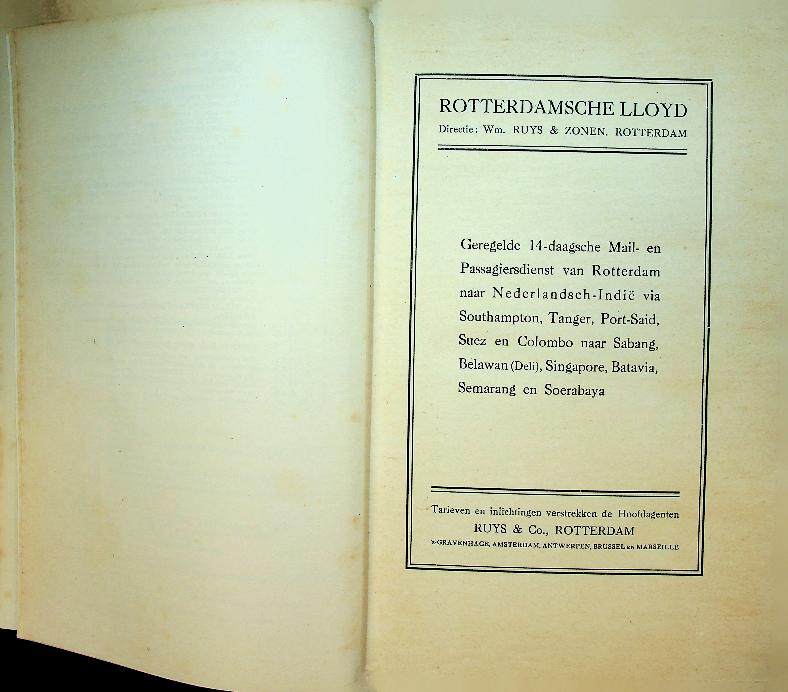 ROTTERDAMSCHE LLOYD
Directie: Wm. RUYS & ZONEN, ROTTERDAM
Geregelde 14-daagsche Mail- en
Passagiersdienst van Rotterdam
naar Nederlandsch-Indië via
Southampton, Tanger, Port-Said,
Suez en Colombo naar Sabang,
Belawan (Deli), Singapore, Batavia,
Semarang en Soerabaya
Tarieven en inlichtingen verstrekken de Hoofdagenten
RUYS & Co., ROTTERDAM
'S-GRAVENHAGE, AMSTERDAM, ANTWERPEN, BRUSSEL EN MARSEILLE